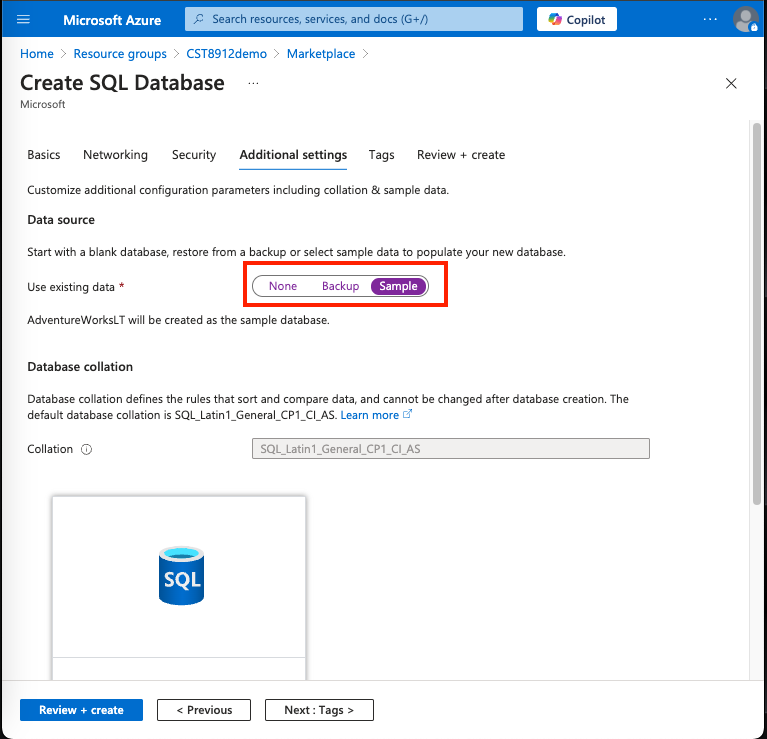 Microsoft Azure
Search resources, services, and docs (G+/)
Copilot
...
Home > Resource groups > CST8912demo > Marketplace >
Create SQL Database ...
Microsoft
Basics Networking Security Additional settings Tags Review + create
Customize additional configuration parameters including collation & sample data.
Data source
Start with a blank database, restore from a backup or select sample data to populate your new database.
Use existing data * None Backup Sample
AdventureWorksLT will be created as the sample database.
Database collation
Database collation defines the rules that sort and compare data, and cannot be changed after database creation. The
default database collation is SQL_Latin1_General_CP1_CI_AS. Learn more
Collation SQL_Latin1_General_CP1_CI_AS
SQL
Review + create < Previous Next : Tags >